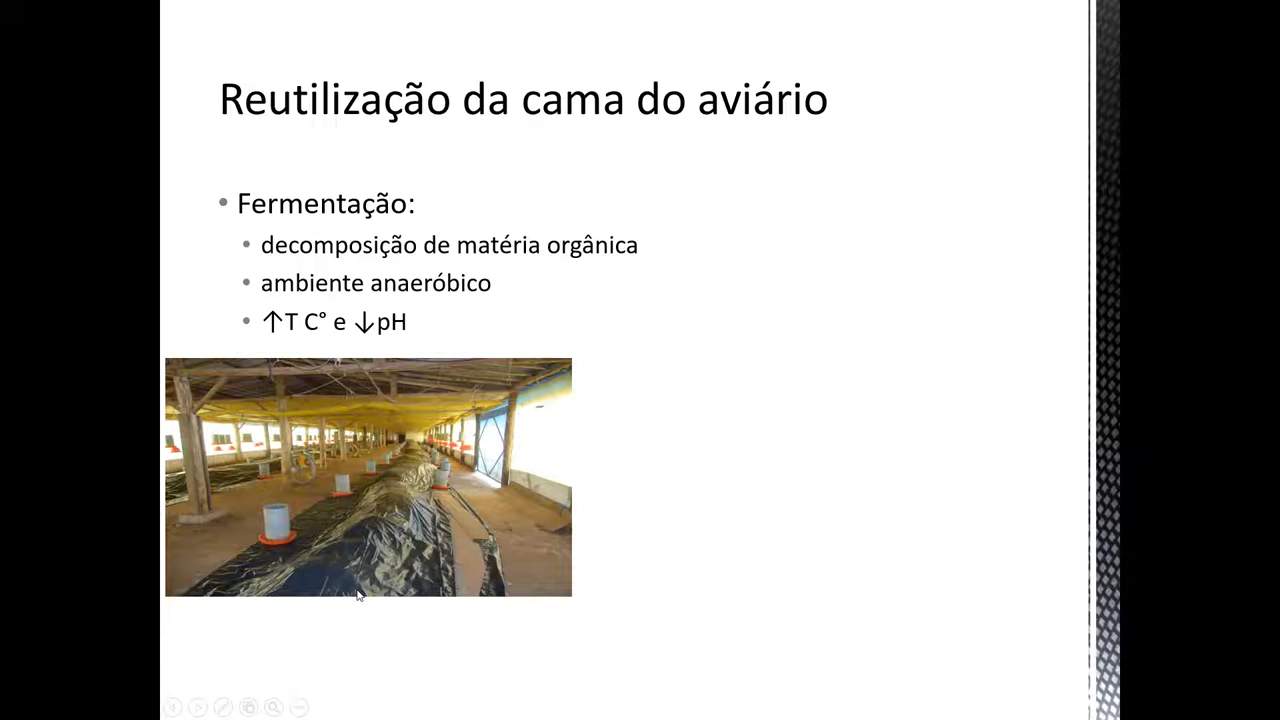 Reutilização da cama do aviário
• Fermentação:
• decomposição de matéria orgânica
• ambiente anaeróbico
• ↑T C° e ↓pH